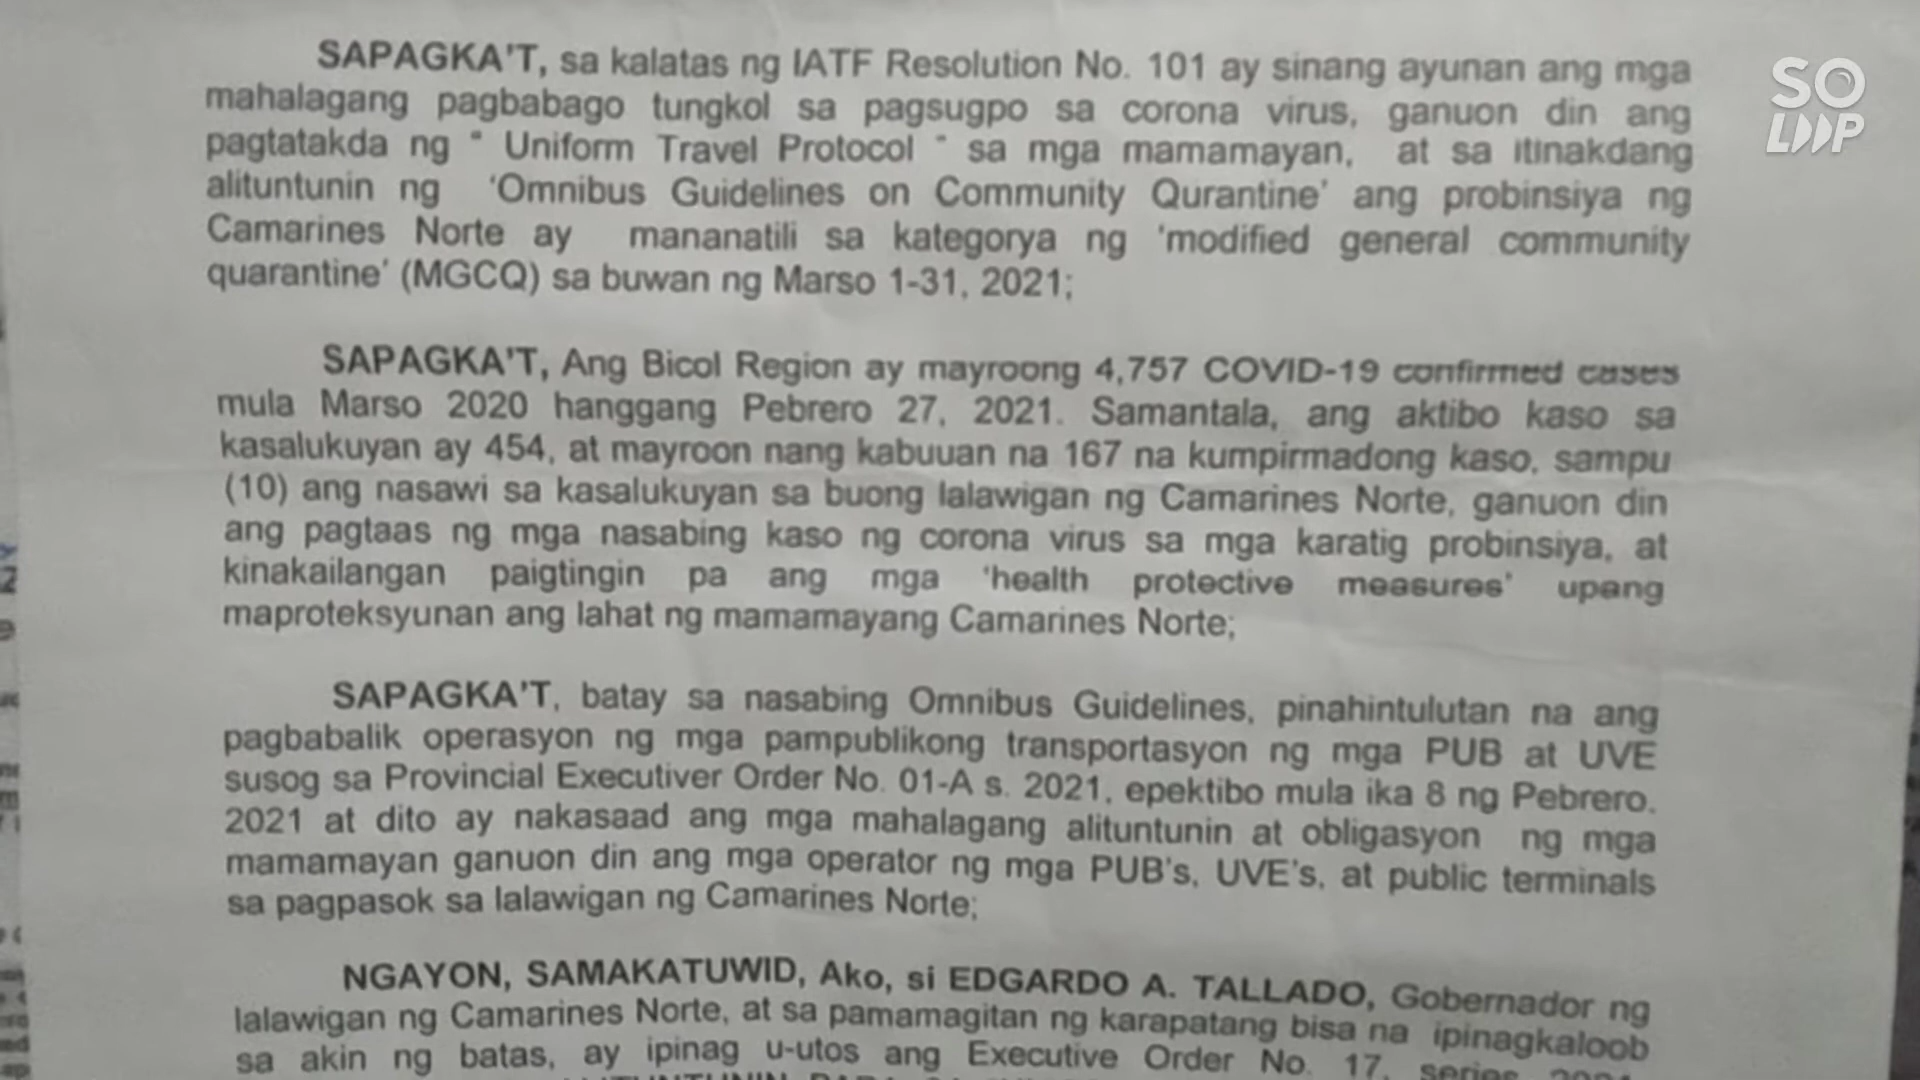 SAPAGKA'T, sa kalatas ng IATF Resolution No. 101 ay sinang ayunan ang mga
mahalagang pagbabago tungkol sa pagsugpo sa corona virus, ganuon din ang
pagtatakda ng " Uniform Travel Protocol " sa mga mamamayan, at sa itinakdang
alituntunin ng 'Omnibus Guidelines on Community Qurantine' ang probinsiya ng
Camarines Norte ay mananatili sa kategorya ng 'modified general community
quarantine' (MGCQ) sa buwan ng Marso 1-31, 2021;
SAPAGKA'T, Ang Bicol Region ay mayroong 4,757 COVID-19 confirmed cases
mula Marso 2020 hanggang Pebrero 27, 2021. Samantala, ang aktibo kaso sa
kasalukuyan ay 454, at mayroon nang kabuuan na 167 na kumpirmadong kaso, sampu
(10) ang nasawi sa kasalukuyan sa buong lalawigan ng Camarines Norte, ganuon din
ang pagtaas ng mga nasabing kaso ng corona virus sa mga karatig probinsiya, at
kinakailangan paigtingin pa ang mga 'health protective measures' upang
maproteksyunan ang lahat ng mamamayang Camarines Norte;
SAPAGKA'T, batay sa nasabing Omnibus Guidelines, pinahintulutan na ang
pagbabalik operasyon ng mga pampublikong transportasyon ng mga PUB at UVE
susog sa Provincial Executiver Order No. 01-A s. 2021, epektibo mula ika 8 ng Pebrero,
2021 at dito ay nakasaad ang mga mahalagang alituntunin at obligasyon ng mga
mamamayan ganuon din ang mga operator ng mga PUB's, UVE's, at public terminals
sa pagpasok sa lalawigan ng Camarines Norte;
NGAYON, SAMAKATUWID, Ako, si EDGARDO A. TALLADO, Gobernador ng
lalawigan ng Camarines Norte, at sa pamamagitan ng karapatang bisa na ipinagkaloob
sa akin ng batas, ay ipinag u-utos ang Executive Order No. 17, series
SO
LOOP